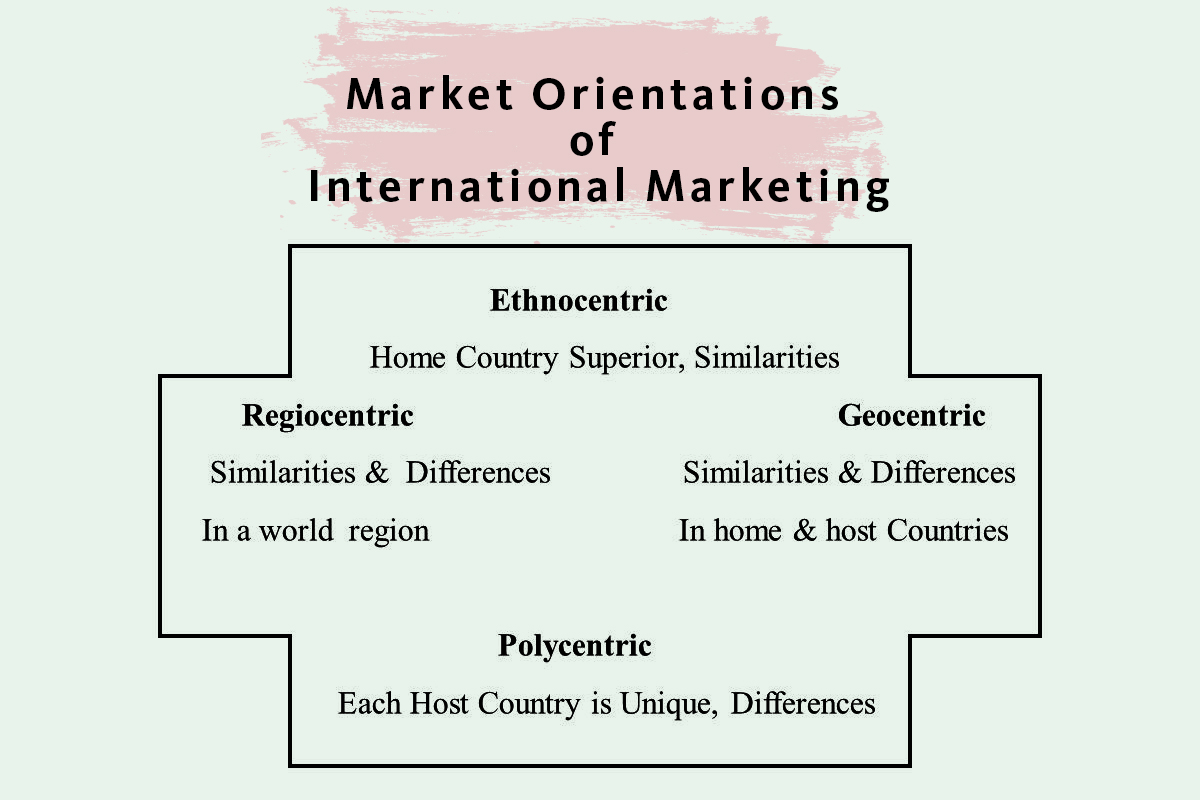 Market Orientations
of
International Marketing
Ethnocentric
Home Country Superior, Similarities
Regiocentric
Similarities & Differences
In a world region
Geocentric
Similarities & Differences
In home & host Countries
Polycentric
Each Host Country is Unique, Differences